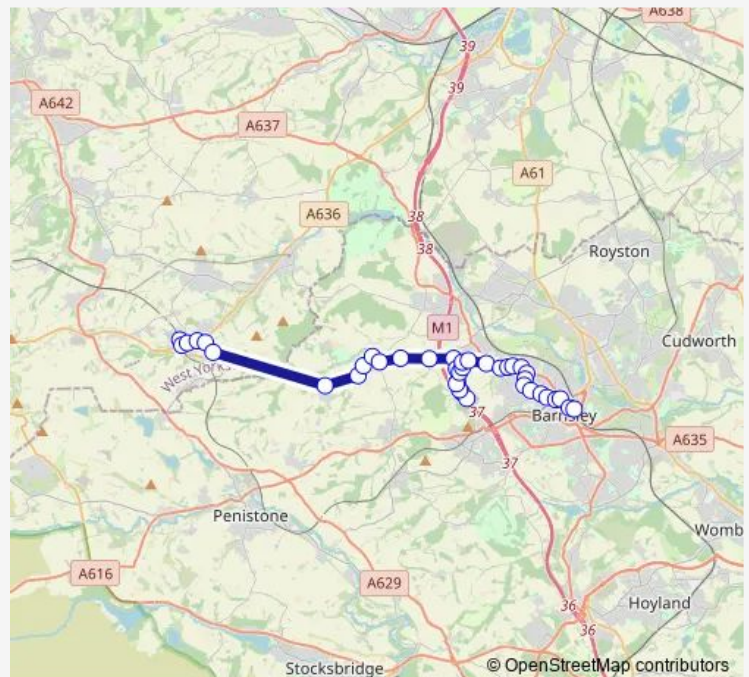 A638
39
A642
39
A637
A61
A636
38
Royston
38
M1
Cudworth
West York
Barnsley
37
A635
37
Penistone
Womb
A616
A629
36
Hoyland
36
Stocksbridge
© OpenStreetMap contributors